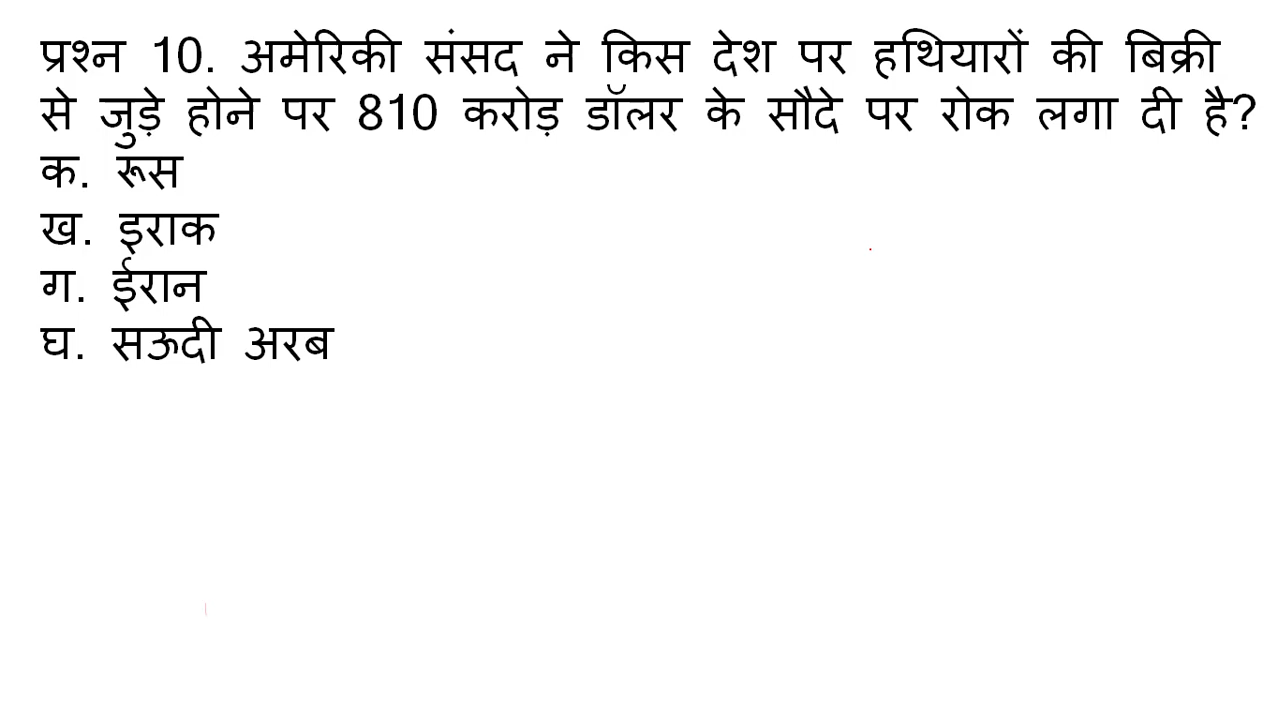 प्रश्न 10. अमेरिकी संसद ने किस देश पर हथियारों की बिक्री
से जुड़े होने पर 810 करोड़ डॉलर के सौदे पर रोक लगा दी है?
क. रूस
ख. इराक
ग. ईरान
घ. सऊदी अरब